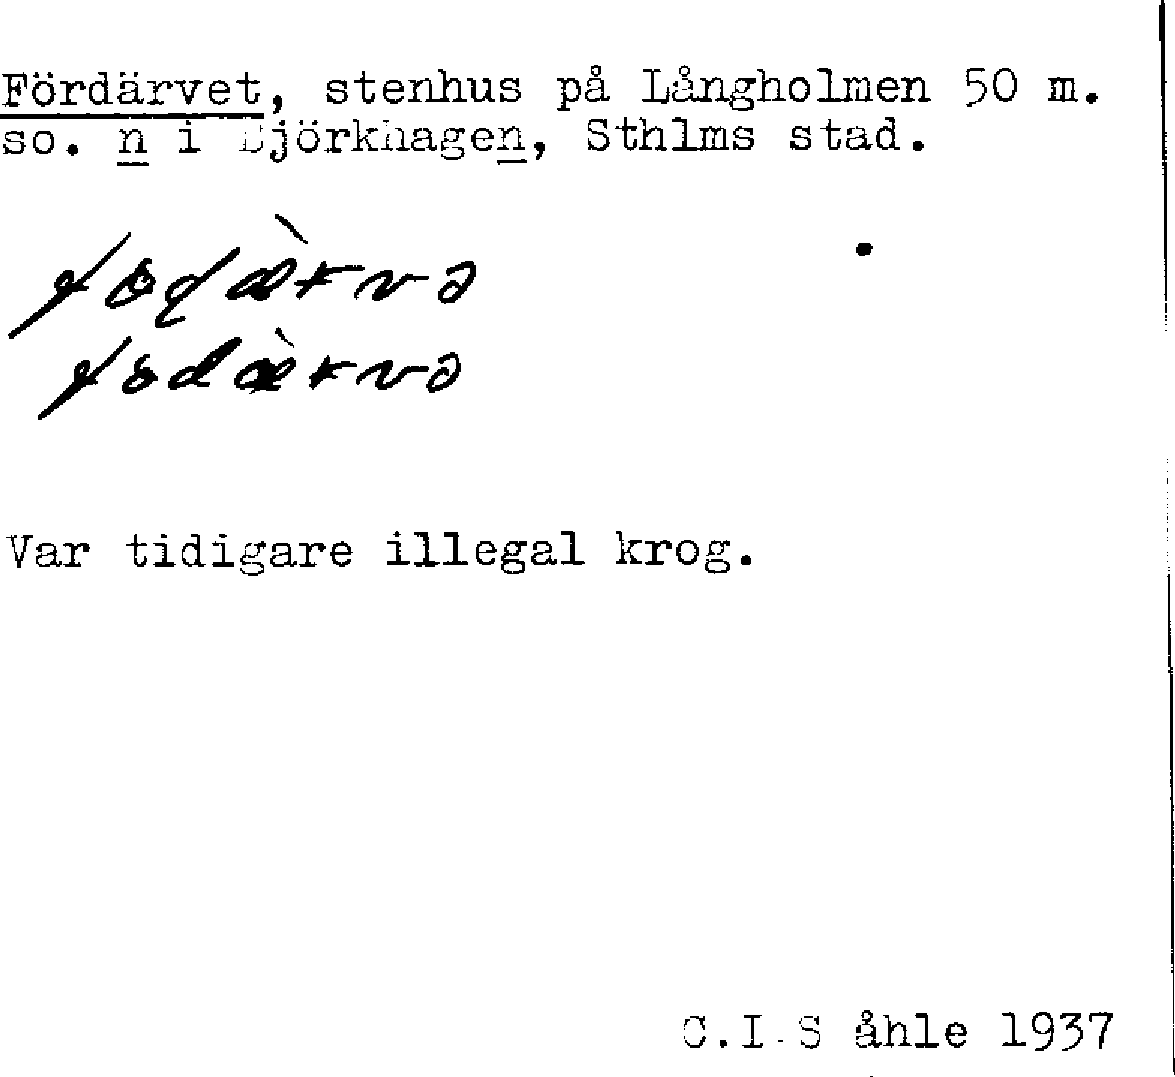 Fördärvet, stenhus på Långholmen 50 m.
so. n i Björkhagen, Sthlms stad.
Var tidigare illegal krog.
C.I.S åhle 1937